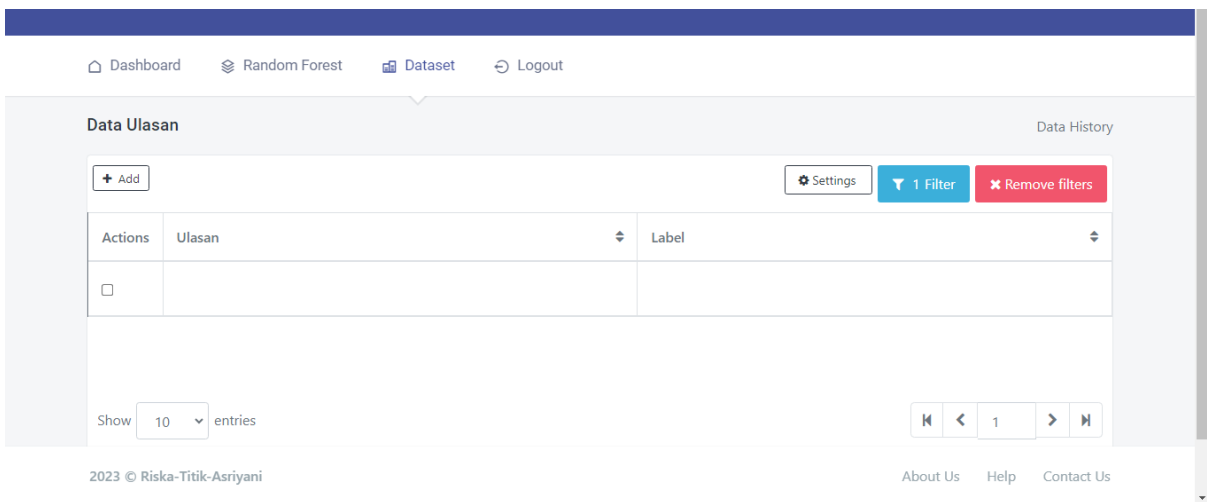 Dashboard Random Forest Dataset Logout
Data Ulasan Data History
+ Add Settings 1 Filter Remove filters
Actions Ulasan Label
Show 10 entries 1
2023 © Riska-Titik-Asriyani About Us Help Contact Us